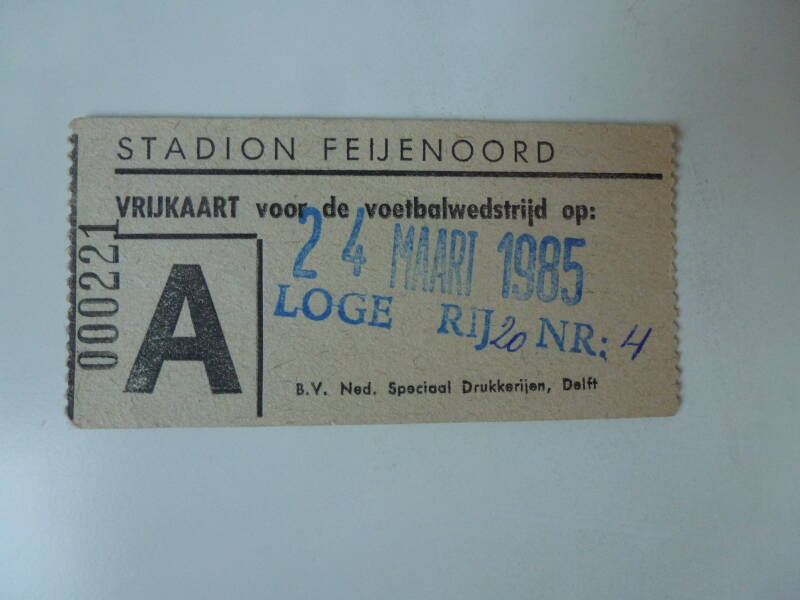 STADION FEIJENOORD
VRIJKAART voor de voetbalwedstrijd op:
24 MAART 1985
LOGE RIJ 20 NR: 4
A
000221
B.V. Ned. Speciaal Drukkerijen, Delft